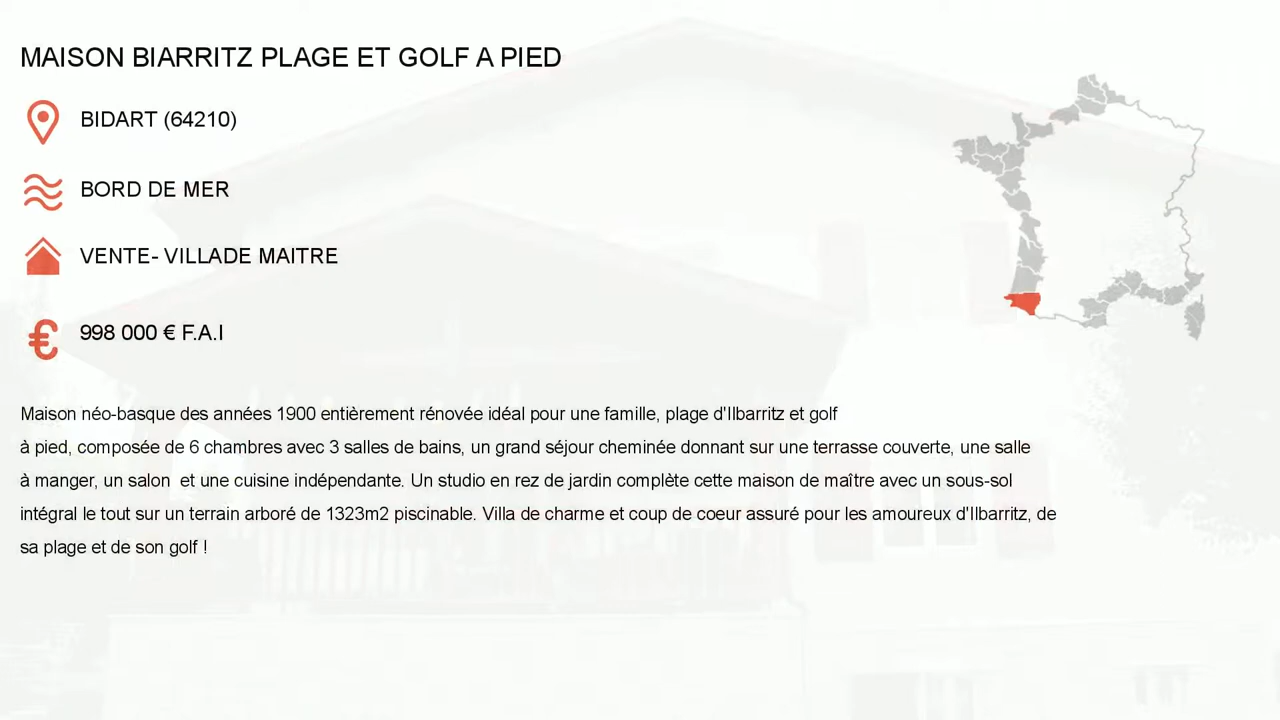 MAISON BIARRITZ PLAGE ET GOLF A PIED
BIDART (64210)
BORD DE MER
VENTE- VILLADE MAITRE
998 000 € F.A.I
Maison néo-basque des années 1900 entièrement rénovée idéal pour une famille, plage d'Ilbarritz et golf
à pied, composée de 6 chambres avec 3 salles de bains, un grand séjour cheminée donnant sur une terrasse couverte, une salle
à manger, un salon  et une cuisine indépendante. Un studio en rez de jardin complète cette maison de maître avec un sous-sol
intégral le tout sur un terrain arboré de 1323m2 piscinable. Villa de charme et coup de coeur assuré pour les amoureux d'Ilbarritz, de
sa plage et de son golf !